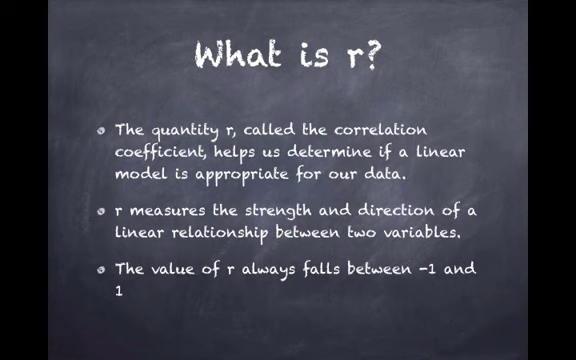 What is r?
The quantity r, called the correlation
coefficient, helps us determine if a linear
model is appropriate for our data.
r measures the strength and direction of a
linear relationship between two variables.
The value of r always falls between -1 and
1